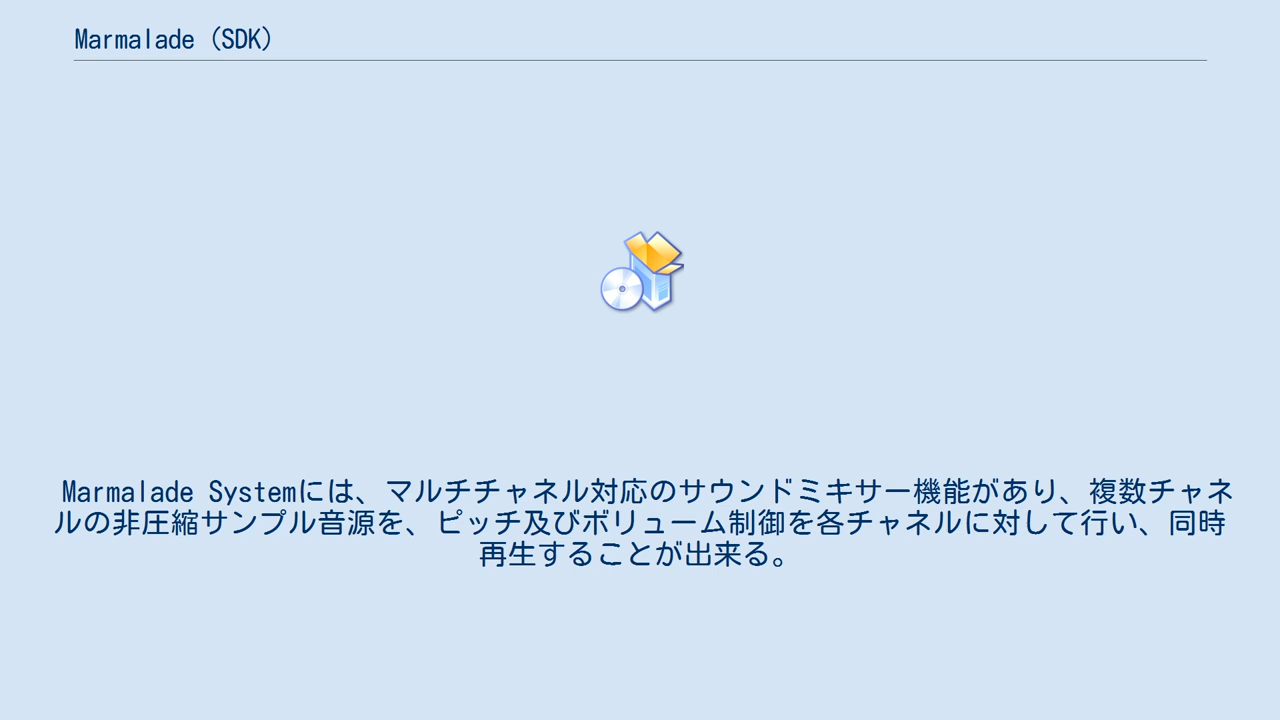 Marmalade (SDK)
Marmalade Systemには、マルチチャネル対応のサウンドミキサー機能があり、複数チャネ
ルの非圧縮サンプル音源を、ピッチ及びボリューム制御を各チャネルに対して行い、同時
再生することが出来る。